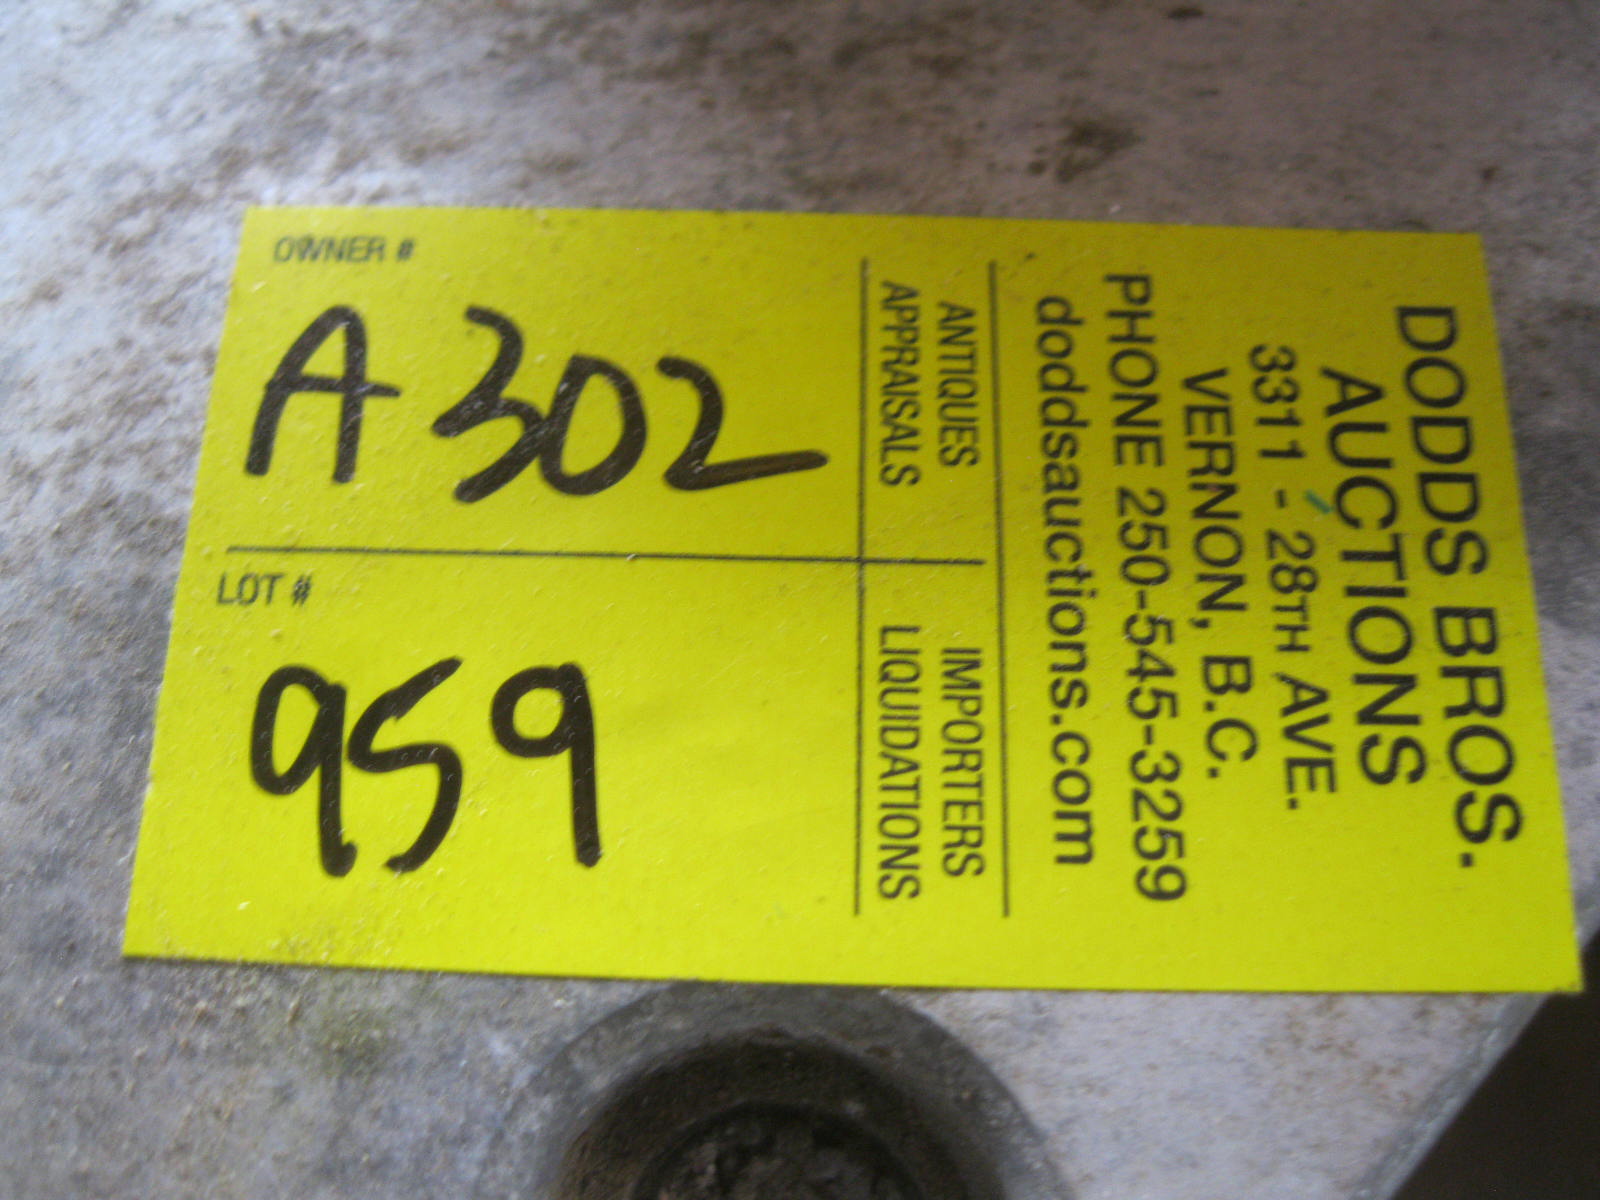 DODDS BROS.
AUCTIONS
3311 - 28TH AVE.
VERNON, B.C.
PHONE 250-545-3259
doddsauctions.com
ANTIQUES
APPRAISALS
IMPORTERS
LIQUIDATIONS
OWNER #
A302
LOT #
959